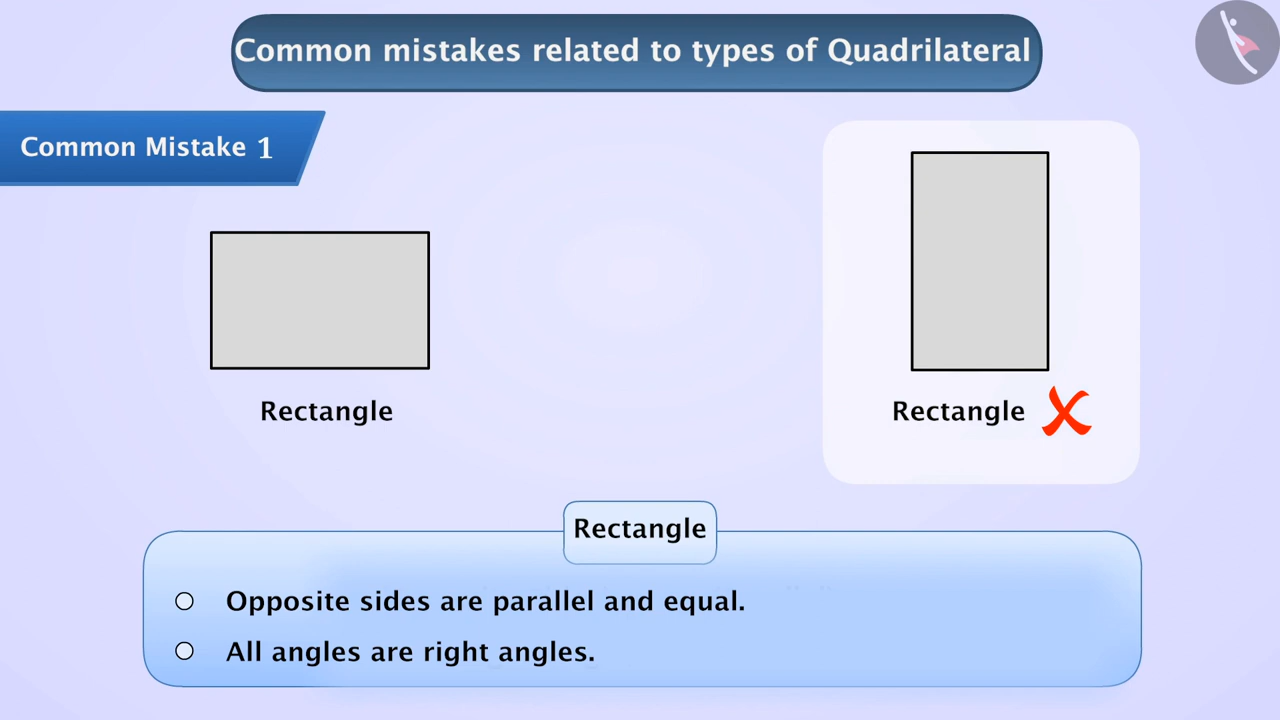 Common mistakes related to types of Quadrilateral
Common Mistake 1
Rectangle
Rectangle
Rectangle
Opposite sides are parallel and equal.
All angles are right angles.